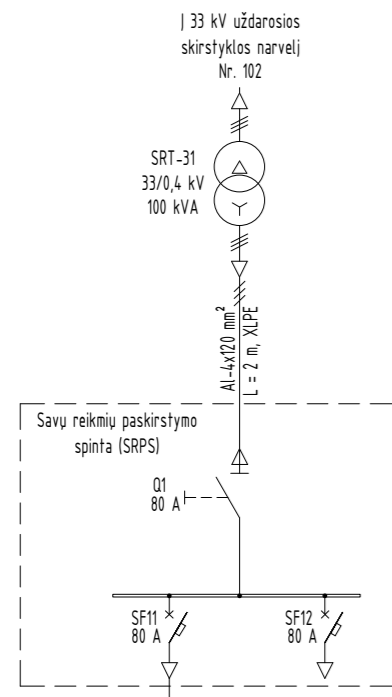 Į 33 kV uždarosios
skirstyklos narvelį
Nr. 102
SRT-31
33/0,4 kV
100 kVA
Al-4x120 mm²
L = 2 m, XLPE
Savų reikmių paskirstymo
spinta (SRPS)
Q1
80 A
SF11
80 A
SF12
80 A